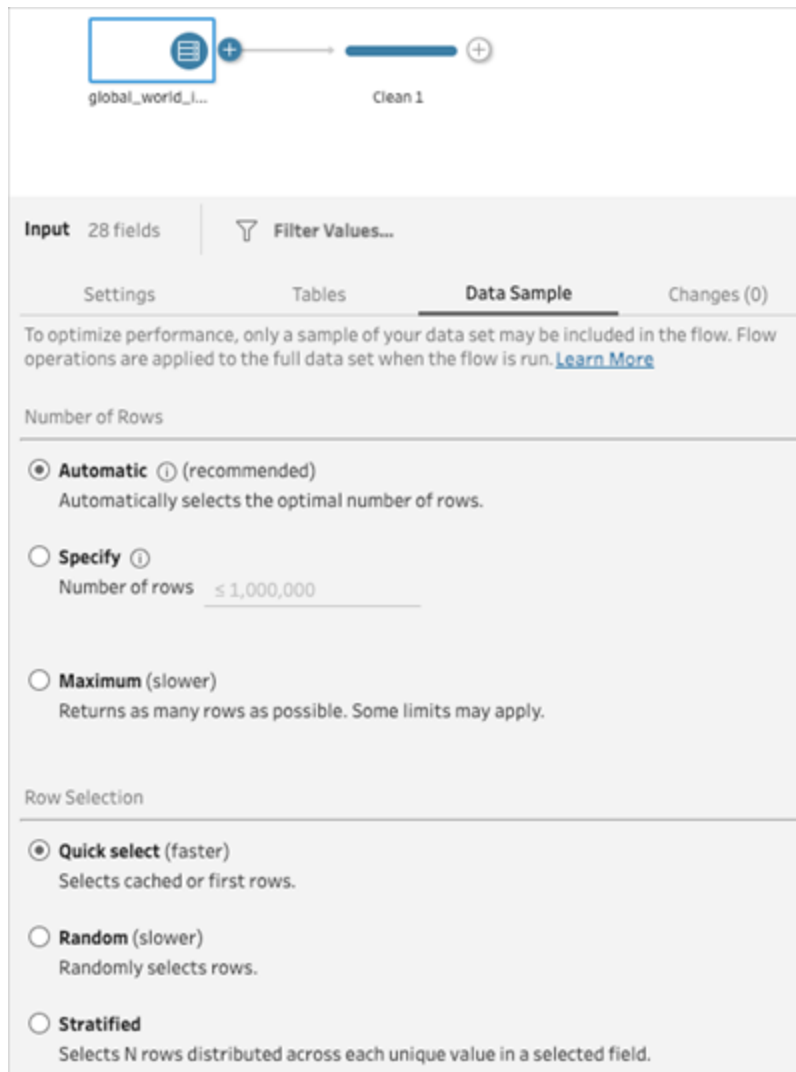 global_world_i...
Clean 1
Input 28 fields Filter Values...
Settings Tables Data Sample Changes (0)
To optimize performance, only a sample of your data set may be included in the flow. Flow
operations are applied to the full data set when the flow is run. Learn More
Number of Rows
Automatic (recommended)
Automatically selects the optimal number of rows.
Specify
Number of rows ≤ 1,000,000
Maximum (slower)
Returns as many rows as possible. Some limits may apply.
Row Selection
Quick select (faster)
Selects cached or first rows.
Random (slower)
Randomly selects rows.
Stratified
Selects N rows distributed across each unique value in a selected field.